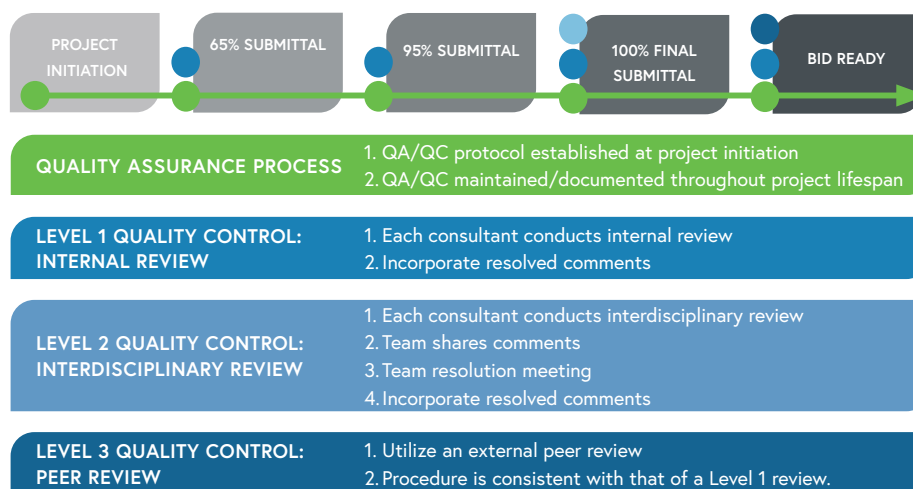 PROJECT
INITIATION
65% SUBMITTAL
95% SUBMITTAL
100% FINAL
SUBMITTAL
BID READY
QUALITY ASSURANCE PROCESS
1. QA/QC protocol established at project initiation
2. QA/QC maintained/documented throughout project lifespan
LEVEL 1 QUALITY CONTROL:
INTERNAL REVIEW
1. Each consultant conducts internal review
2. Incorporate resolved comments
LEVEL 2 QUALITY CONTROL:
INTERDISCIPLINARY REVIEW
1. Each consultant conducts interdisciplinary review
2. Team shares comments
3. Team resolution meeting
4. Incorporate resolved comments
LEVEL 3 QUALITY CONTROL:
PEER REVIEW
1. Utilize an external peer review
2. Procedure is consistent with that of a Level 1 review.